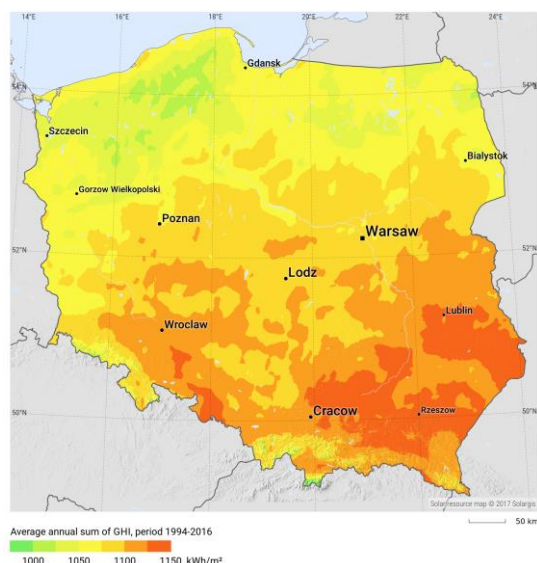 16°E
18°E
20°E
22°E
24°E
Gdansk
54°N
54°N
Szczecin
Bialystok
Gorzow Wielkopolski
Poznan
Warsaw
52°N
52°N
Lodz
Lublin
Wroclaw
50°N
Cracow
Rzeszow
50°N
Solar resource map © 2017 Solargis
50 km
Average annual sum of GHI, period 1994-2016
1000 1050 1100 1150 kWh/m²